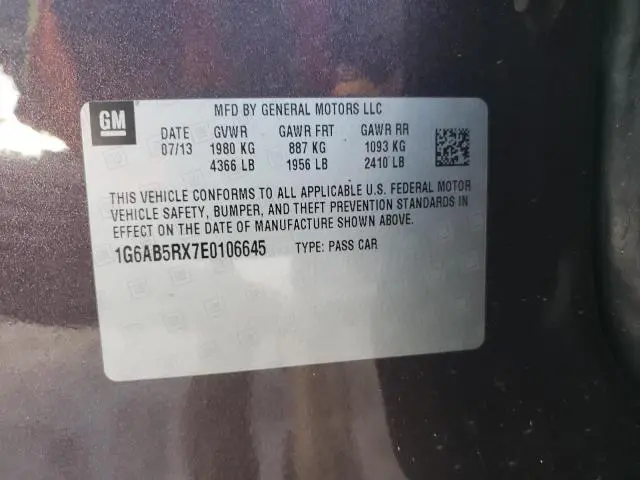 GM
MFD BY GENERAL MOTORS LLC
DATE GVWR GAWR FRT GAWR RR
07/13 1980 KG 887 KG 1093 KG
4366 LB 1956 LB 2410 LB
THIS VEHICLE CONFORMS TO ALL APPLICABLE U.S. FEDERAL MOTOR
VEHICLE SAFETY, BUMPER, AND THEFT PREVENTION STANDARDS IN
EFFECT ON THE DATE OF MANUFACTURE SHOWN ABOVE.
1G6AB5RX7E0106645 TYPE: PASS CAR